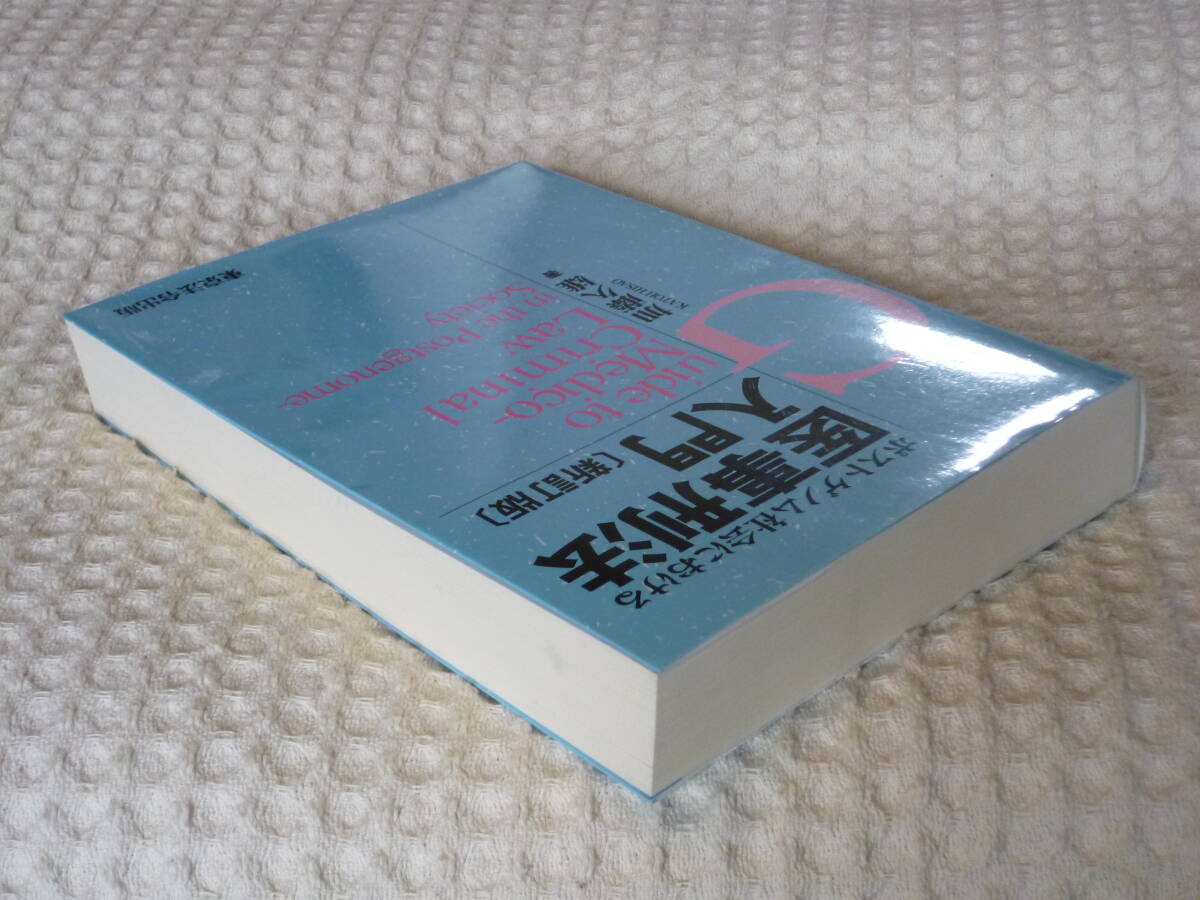 ポストゲノム社会における
医事刑法
入門〔新訂版〕
Guide to
Medico-
Criminal
Law
in the Postgenome-
Society
加藤久雄 著
KATOH HISAO
東京法令出版